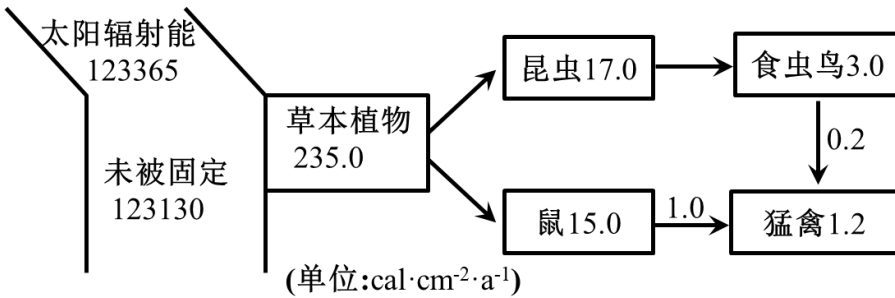 太阳辐射能
123365
未被固定
123130
草本植物
235.0
昆虫17.0
食虫鸟3.0
0.2
鼠15.0
1.0
猛禽1.2
(单位:cal·cm⁻²·a⁻¹)